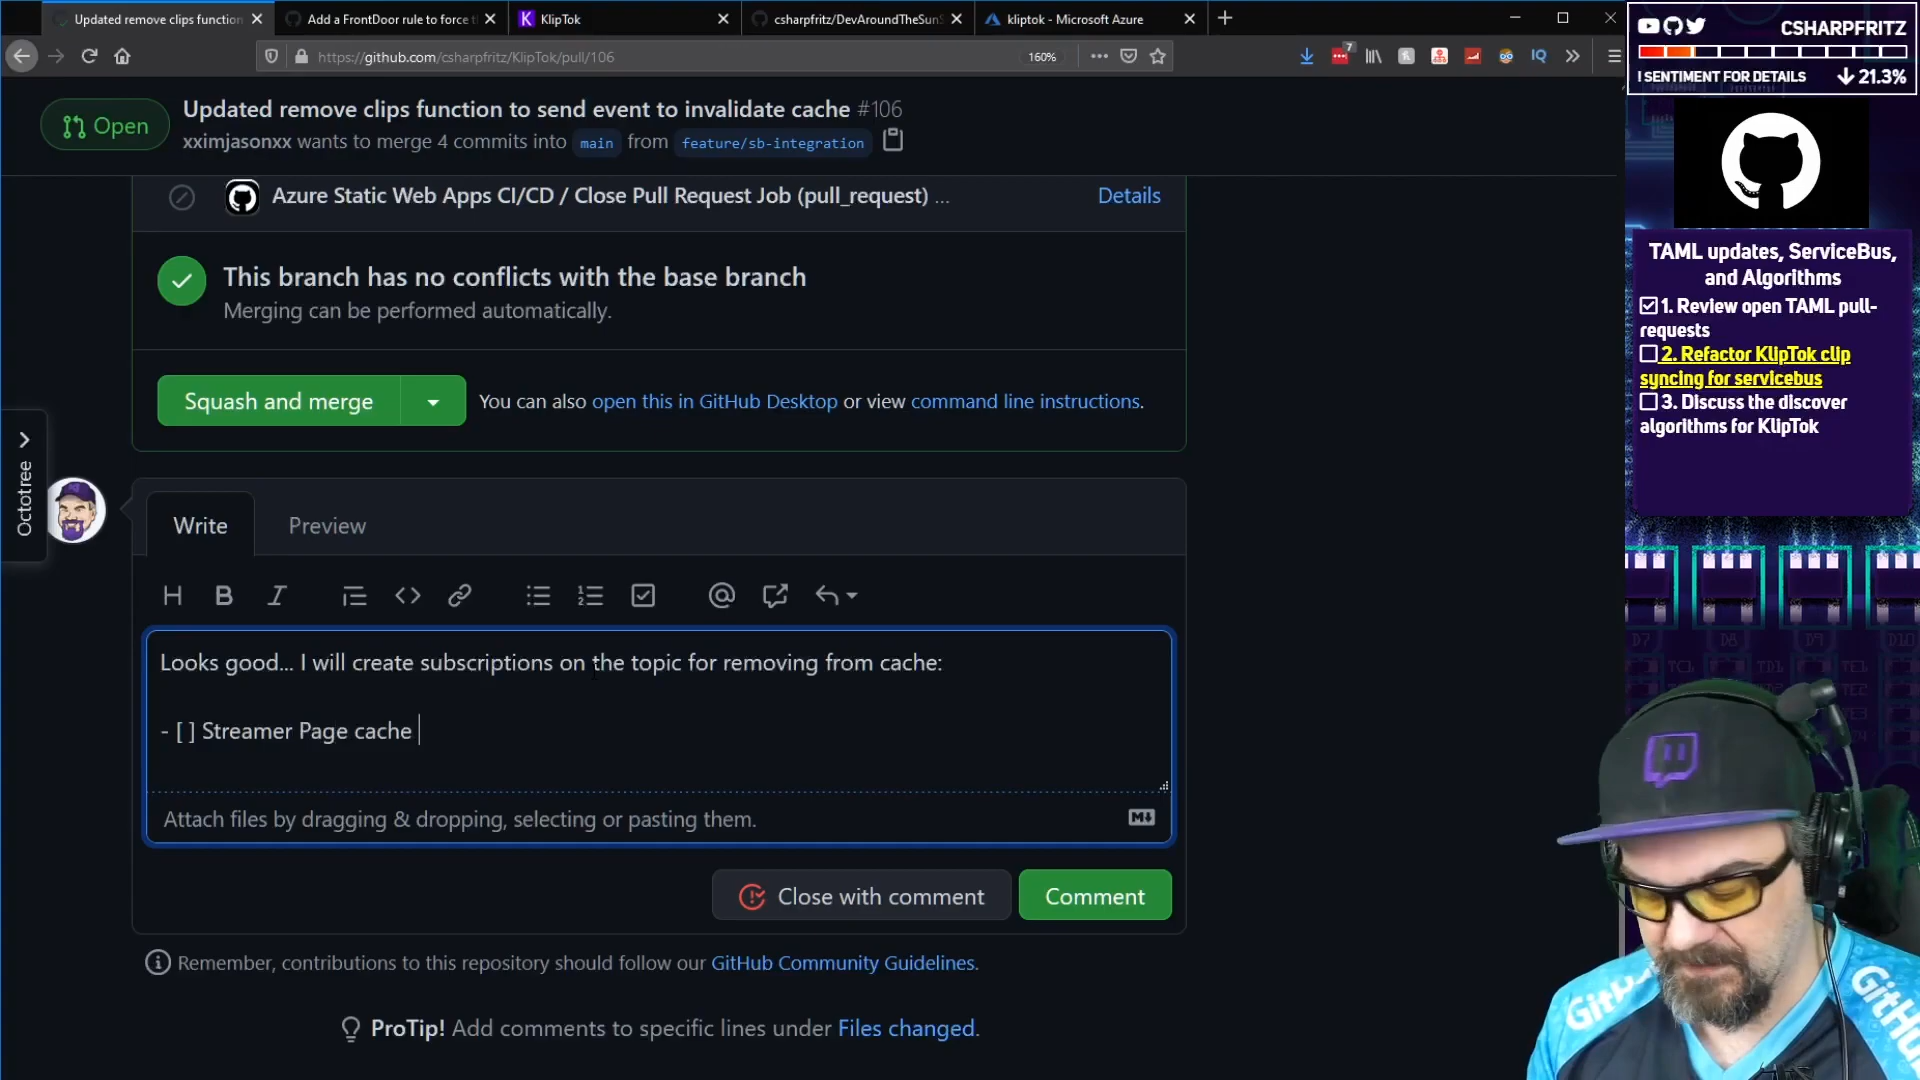 Updated remove clips function
Add a FrontDoor rule to force t
KlipTok
csharpfritz/DevAroundTheSunS
kliptok - Microsoft Azure
https://github.com/csharpfritz/KlipTok/pull/106
160%
7
IQ
CSHARPFRITZ
! SENTIMENT FOR DETAILS
21.3%
Open
Updated remove clips function to send event to invalidate cache #106
xximjasonxx wants to merge 4 commits into main from feature/sb-integration
Azure Static Web Apps CI/CD / Close Pull Request Job (pull_request) ...
Details
This branch has no conflicts with the base branch
Merging can be performed automatically.
Squash and merge
You can also open this in GitHub Desktop or view command line instructions.
Octotree
Write
Preview
H B I
Looks good... I will create subscriptions on the topic for removing from cache:
- [ ] Streamer Page cache
Attach files by dragging & dropping, selecting or pasting them.
Close with comment
Comment
Remember, contributions to this repository should follow our GitHub Community Guidelines.
ProTip! Add comments to specific lines under Files changed.
TAML updates, ServiceBus,
and Algorithms
1. Review open TAML pull-
requests
2. Refactor KlipTok clip
syncing for servicebus
3. Discuss the discover
algorithms for KlipTok
D7 D8 D9 D10